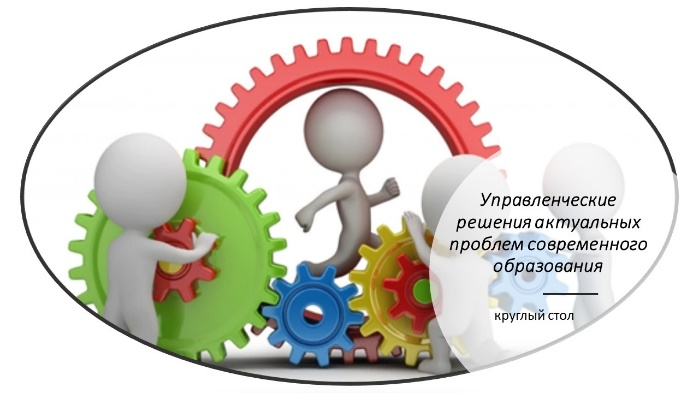 Управленческие
решения актуальных
проблем современного
образования
круглый стол